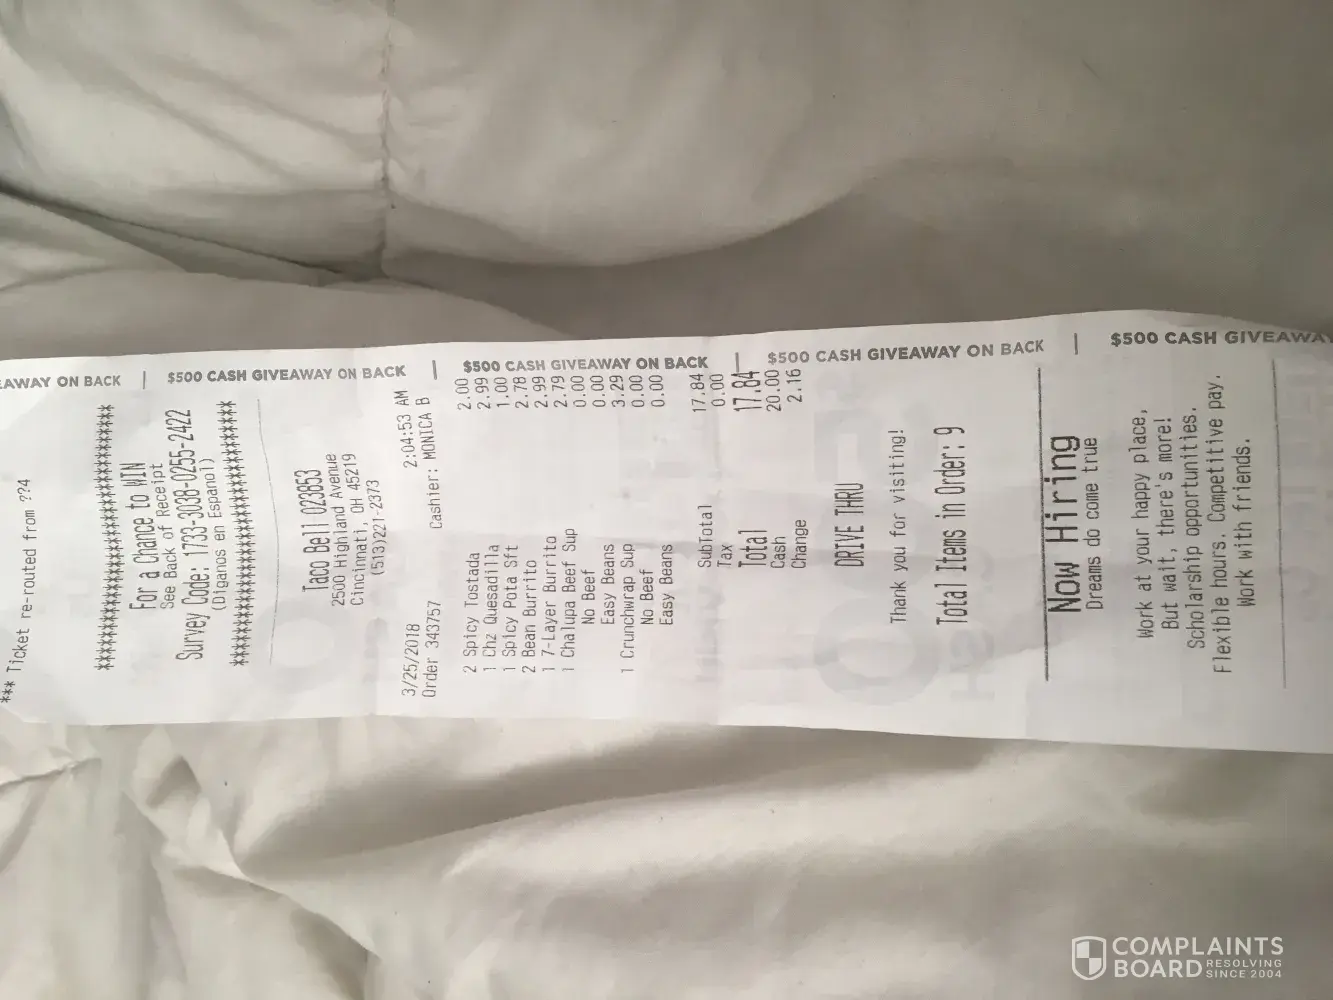 *** Ticket re-routed from ??4
EAWAY ON BACK | $500 CASH GIVEAWAY ON BACK | $500 CASH GIVEAWAY ON BACK | $500 CASH GIVEAWAY ON BACK | $500 CASH GIVEAWAY
********************************
For a Chance to WIN
See Back of Receipt
Survey Code: 1733-3038-0255-2422
(Diganos en Espanol)
********************************
Taco Bell 023853
2500 Highland Avenue
Cincinnati, OH 45219
(513)221-2373
3/25/2018 2:04:53 AM
Order 343757 Cashier: MONICA B
2 Spicy Tostada 2.00
1 Chz Quesadilla 2.99
1 Spicy Pota Sft 1.00
2 Bean Burrito 2.78
1 7-Layer Burrito 2.99
1 Chalupa Beef Sup 2.79
No Beef 0.00
Easy Beans 0.00
1 Crunchwrap Sup 3.29
No Beef 0.00
Easy Beans 0.00
SubTotal 17.84
Tax 0.00
Total 17.84
Cash 20.00
Change 2.16
DRIVE THRU
Thank you for visiting!
Total Items in Order: 9
Now Hiring
Dreams do come true
Work at your happy place,
But wait, there's more!
Scholarship opportunities.
Flexible hours. Competitive pay.
Work with friends.
COMPLAINTS
BOARD RESOLVING
SINCE 2004